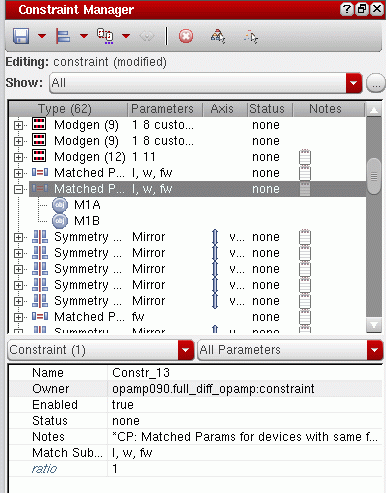 Constraint Manager
Editing: constraint (modified)
Show: All
Type (62) Parameters Axis Status Notes
Modgen (9) 1 8 custo... none
Modgen (9) 1 8 custo... none
Modgen (12) 1 11 none
Matched P... l, w, fw none
Matched P... l, w, fw none
obj M1A
obj M1B
Symmetry ... Mirror v... none
Symmetry ... Mirror v... none
Symmetry ... Mirror v... none
Symmetry ... Mirror v... none
Symmetry ... Mirror v... none
Matched P... fw none
Symmetry ... Mirror v... none
Constraint (1) All Parameters
Name Constr_13
Owner opamp090.full_diff_opamp:constraint
Enabled true
Status none
Notes *CP: Matched Params for devices with same f...
Match Sub... l, w, fw
ratio 1